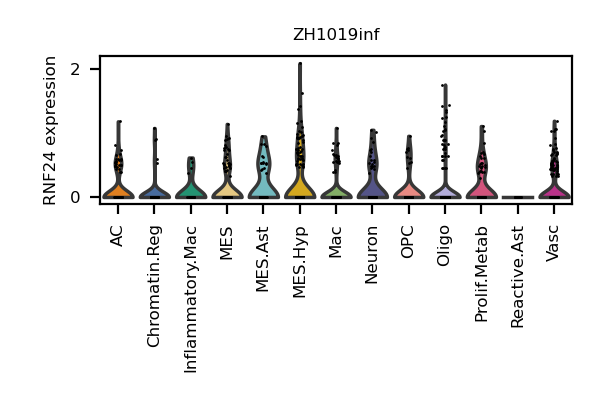 ZH1019inf
RNF24 expression
2
0
AC
Chromatin.Reg
Inflammatory.Mac
MES
MES.Ast
MES.Hyp
Mac
Neuron
OPC
Oligo
Prolif.Metab
Reactive.Ast
Vasc